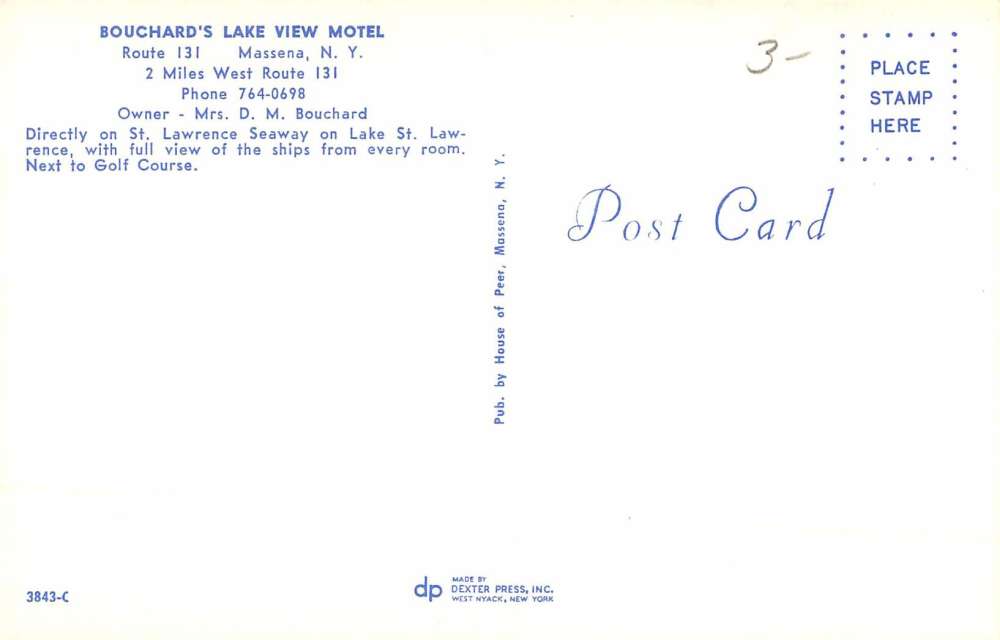 BOUCHARD'S LAKE VIEW MOTEL
Route 131 Massena, N. Y.
2 Miles West Route 131
Phone 764-0698
Owner - Mrs. D. M. Bouchard
Directly on St. Lawrence Seaway on Lake St. Law-
rence, with full view of the ships from every room.
Next to Golf Course.
3-
PLACE
STAMP
HERE
Post Card
Pub. by House of Peer, Massena, N. Y.
3843-C
dp
MADE BY
DEXTER PRESS, INC.
WEST NYACK, NEW YORK